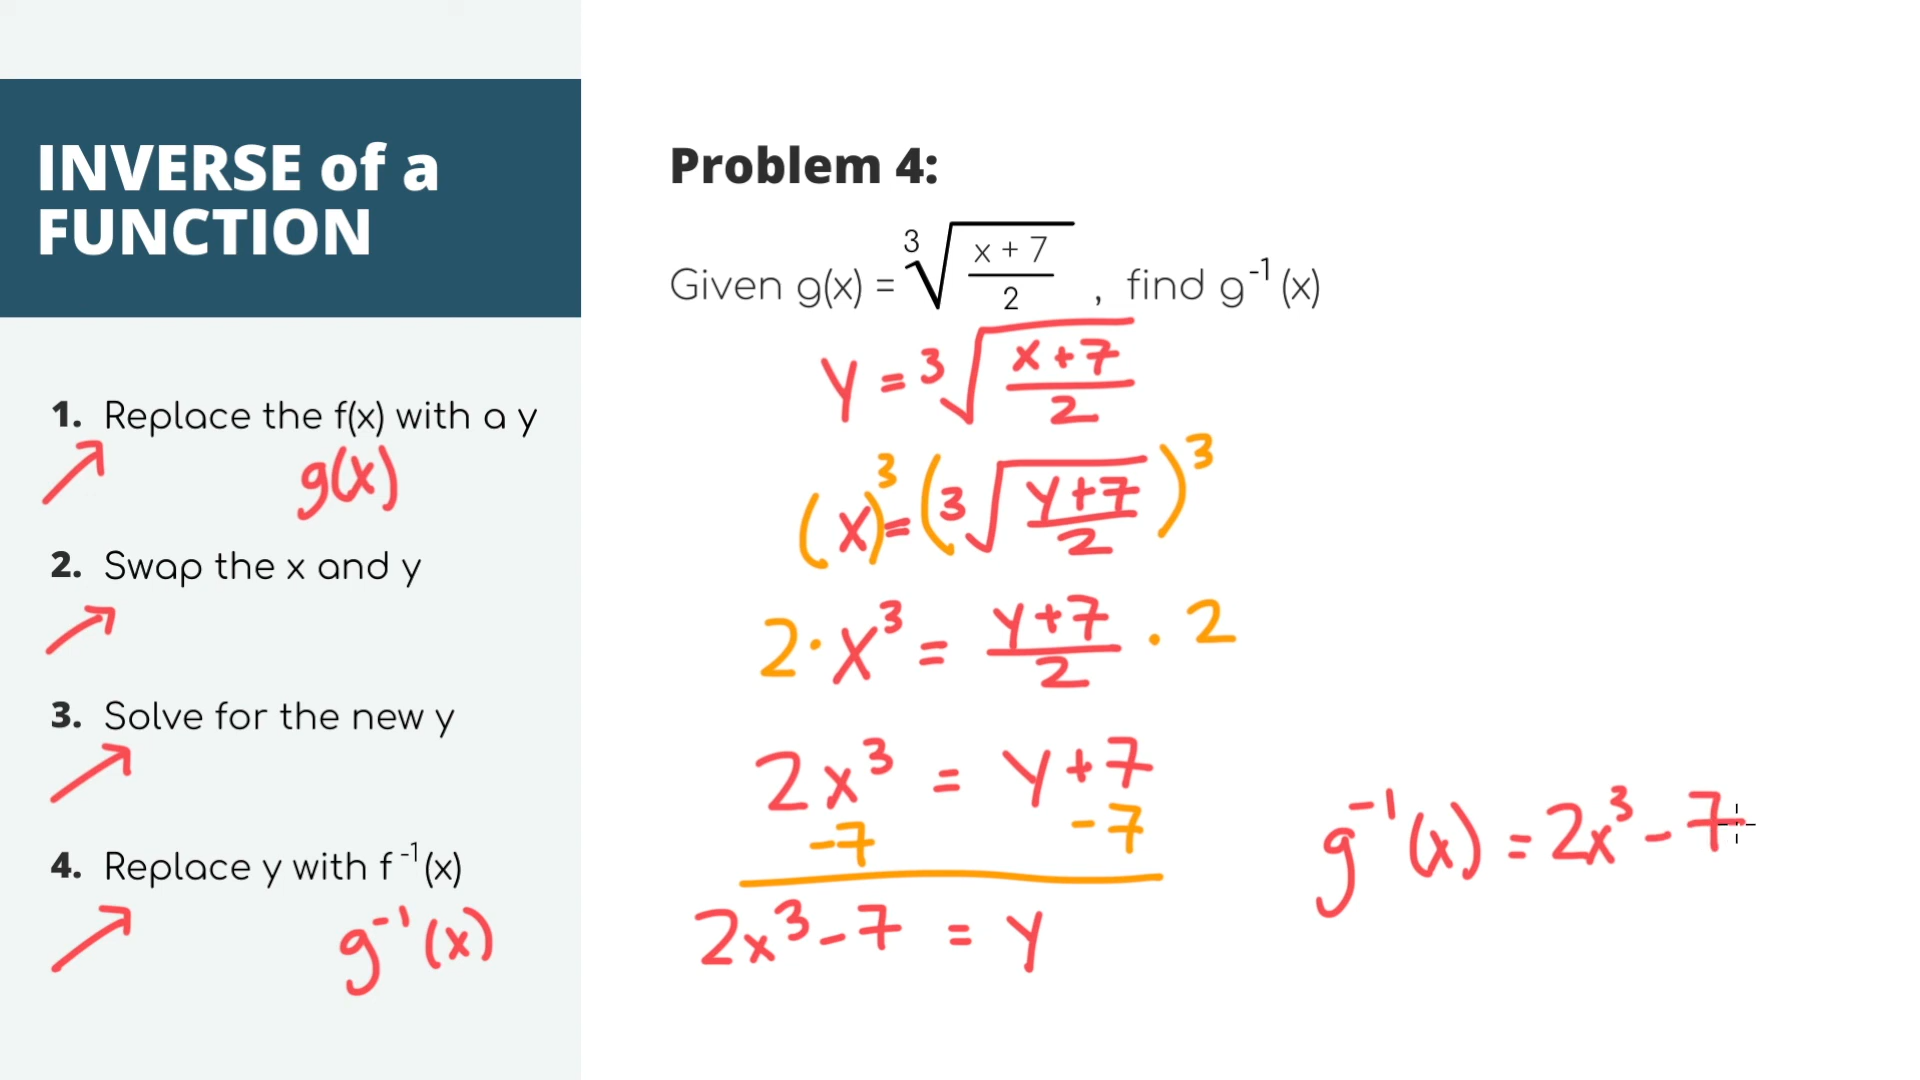 INVERSE of a
FUNCTION
1. Replace the f(x) with a y
g(x)
2. Swap the x and y
3. Solve for the new y
4. Replace y with f⁻¹(x)
g⁻¹(x)
Problem 4:
Given g(x) = ∛((x + 7)/2) , find g⁻¹(x)
y = ∛((x+7)/2)
(x)³ = (∛((y+7)/2))³
2 · x³ = (y+7)/2 · 2
2x³ = y+7
-7 -7
2x³ - 7 = y
g⁻¹(x) = 2x³ - 7